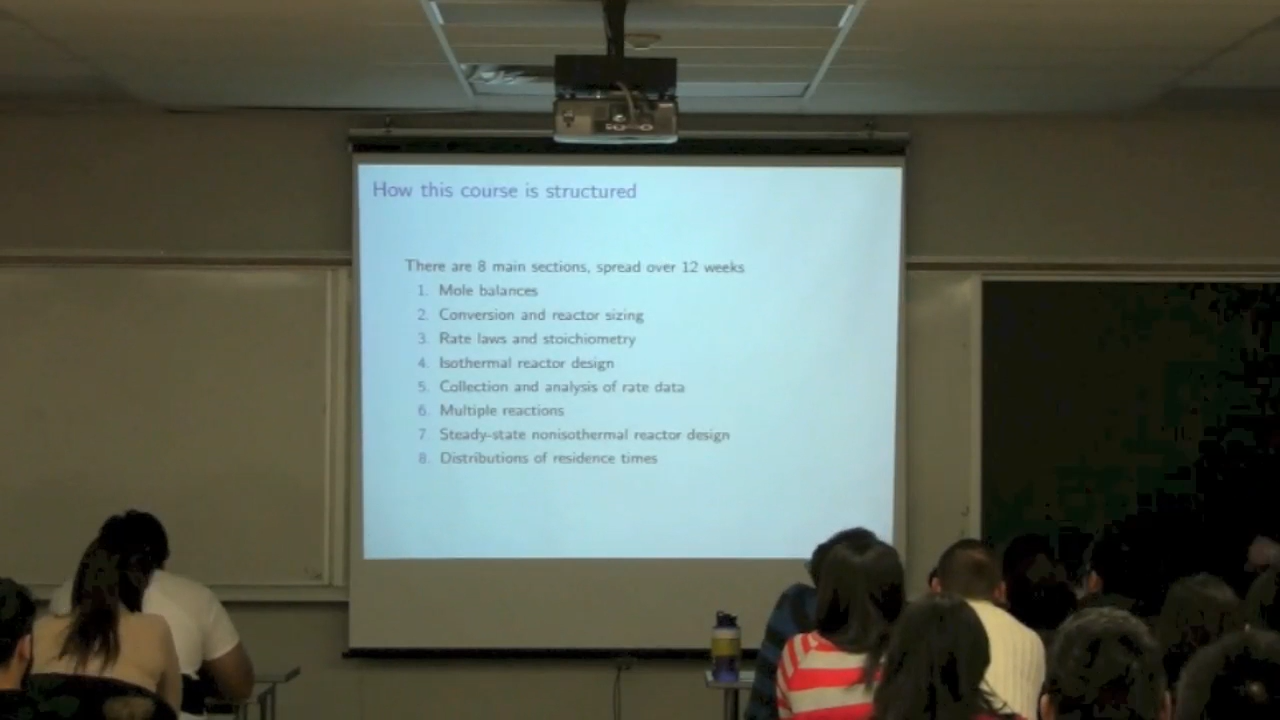 How this course is structured
There are 8 main sections, spread over 12 weeks
1. Mole balances
2. Conversion and reactor sizing
3. Rate laws and stoichiometry
4. Isothermal reactor design
5. Collection and analysis of rate data
6. Multiple reactions
7. Steady-state nonisothermal reactor design
8. Distributions of residence times